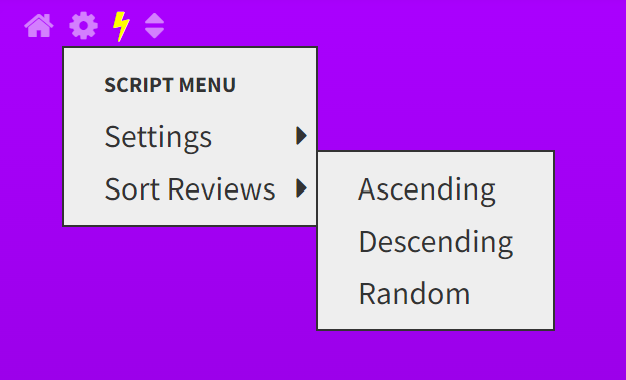 SCRIPT MENU
Settings
Sort Reviews
Ascending
Descending
Random